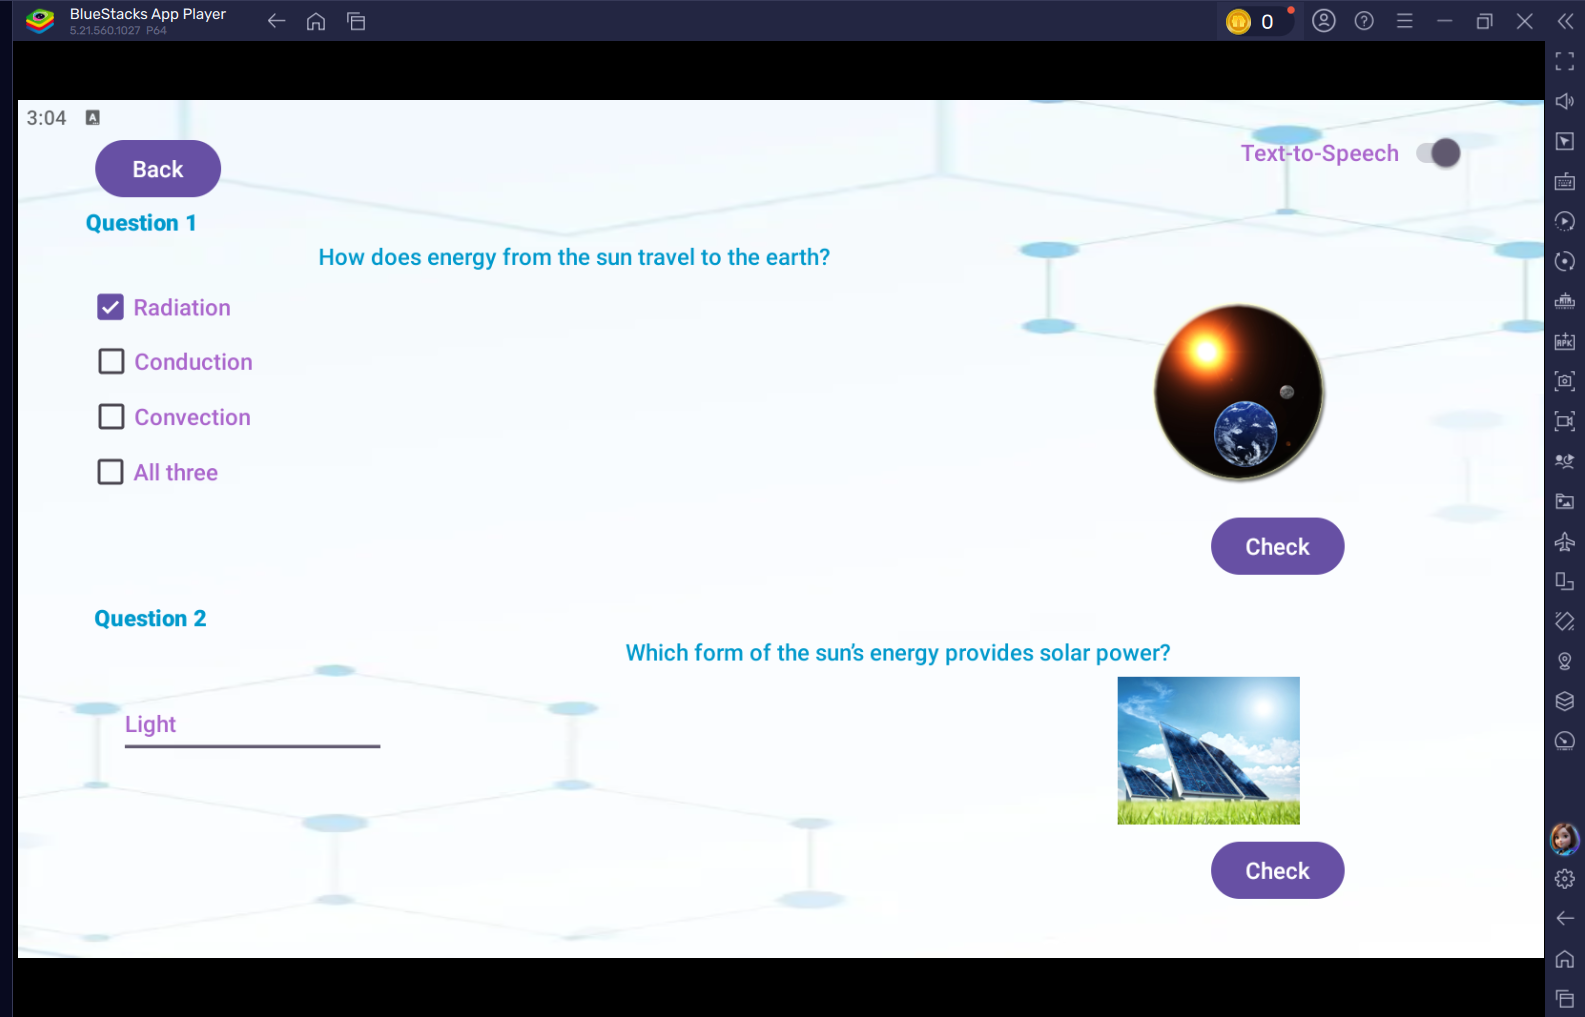 BlueStacks App Player
5.21.560.1027 P64
0
3:04
Back
Text-to-Speech
Question 1
How does energy from the sun travel to the earth?
Radiation
Conduction
Convection
All three
Check
Question 2
Which form of the sun's energy provides solar power?
Light
Check